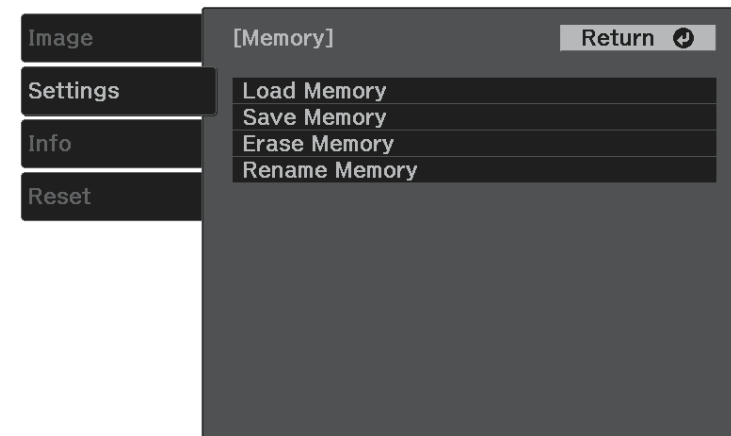 Image
Settings
Info
Reset
[Memory]
Return
Load Memory
Save Memory
Erase Memory
Rename Memory